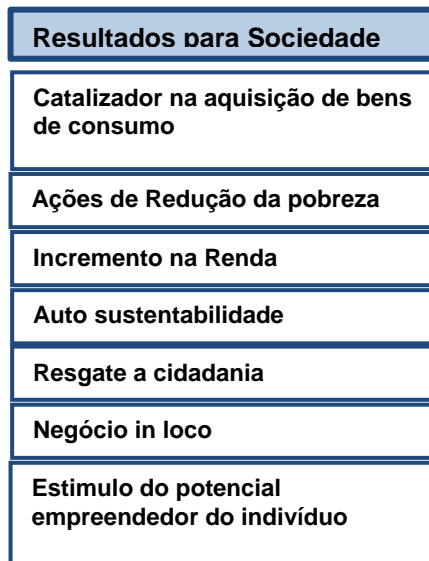 Resultados para Sociedade
Catalizador na aquisição de bens
de consumo
Ações de Redução da pobreza
Incremento na Renda
Auto sustentabilidade
Resgate a cidadania
Negócio in loco
Estimulo do potencial
empreendedor do indivíduo